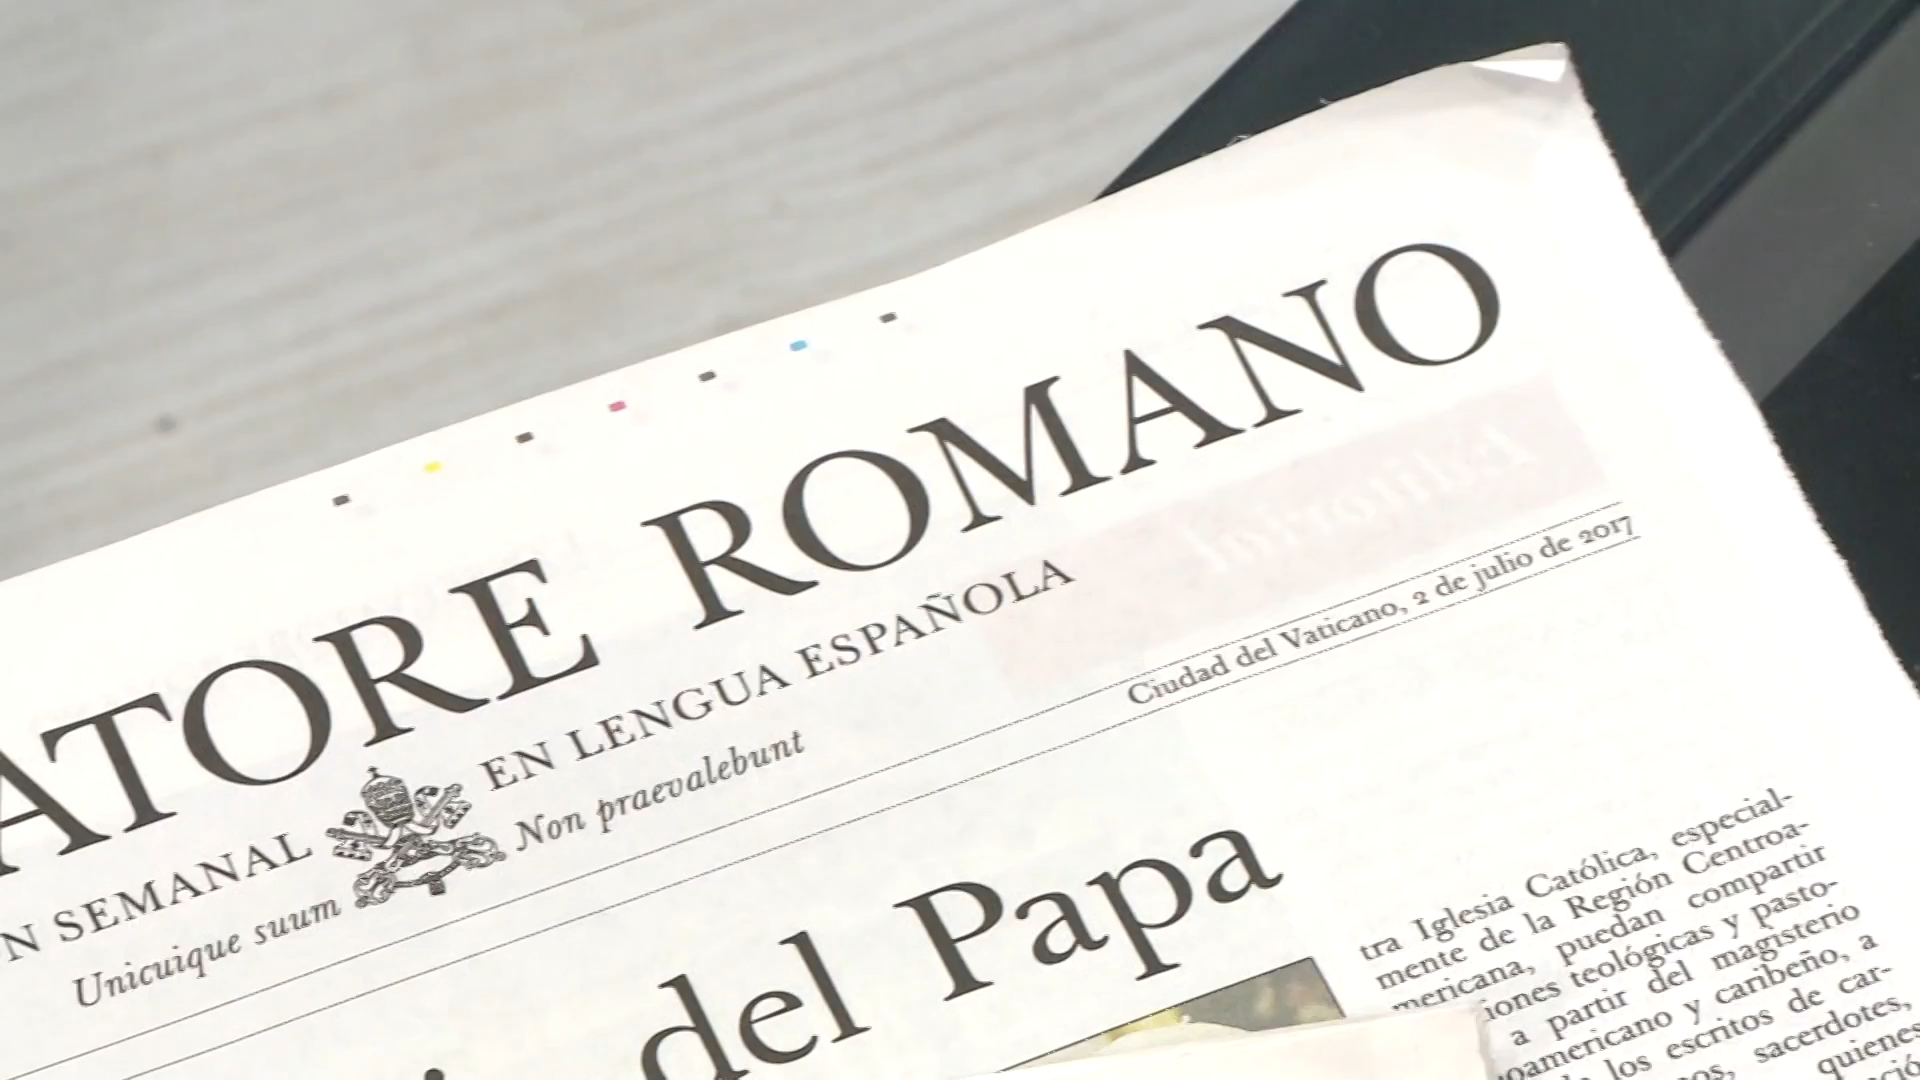 ATORE ROMANO
N SEMANAL EN LENGUA ESPAÑOLA
Unicuique suum Non praevalebunt
Ciudad del Vaticano, 2 de julio de 2017
del Papa
tra Iglesia Católica, especial-
mente de la Región Centroa-
mericana, puedan compartir
iones teológicas y pasto-
a partir del magisterio
oamericano y caribeño, a
los escritos de car-
os, sacerdotes,
quienes